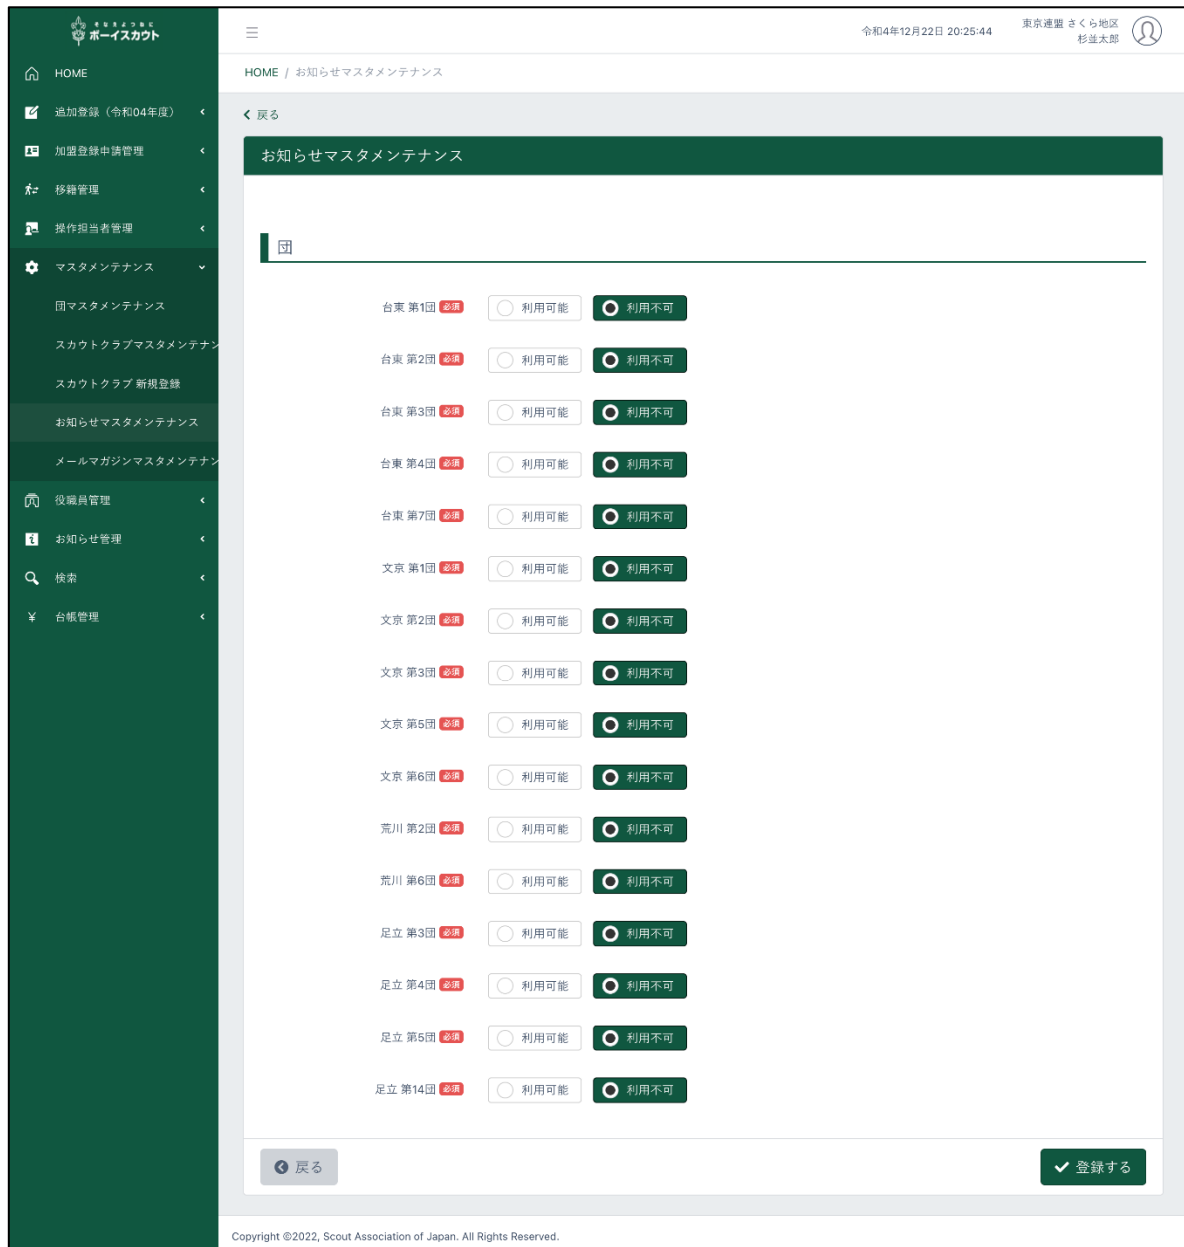 そなえよつねに
ボーイスカウト
令和4年12月22日 20:25:44
東京連盟 さくら地区
杉並太郎
HOME
追加登録（令和04年度）
加盟登録申請管理
移籍管理
操作担当者管理
マスタメンテナンス
団マスタメンテナンス
スカウトクラブマスタメンテナン
スカウトクラブ 新規登録
お知らせマスタメンテナンス
メールマガジンマスタメンテナン
役職員管理
お知らせ管理
検索
¥ 台帳管理
HOME / お知らせマスタメンテナンス
戻る
お知らせマスタメンテナンス
団
台東 第1団 必須 利用可能 利用不可
台東 第2団 必須 利用可能 利用不可
台東 第3団 必須 利用可能 利用不可
台東 第4団 必須 利用可能 利用不可
台東 第7団 必須 利用可能 利用不可
文京 第1団 必須 利用可能 利用不可
文京 第2団 必須 利用可能 利用不可
文京 第3団 必須 利用可能 利用不可
文京 第5団 必須 利用可能 利用不可
文京 第6団 必須 利用可能 利用不可
荒川 第2団 必須 利用可能 利用不可
荒川 第6団 必須 利用可能 利用不可
足立 第3団 必須 利用可能 利用不可
足立 第4団 必須 利用可能 利用不可
足立 第5団 必須 利用可能 利用不可
足立 第14団 必須 利用可能 利用不可
戻る
登録する
Copyright ©2022, Scout Association of Japan. All Rights Reserved.